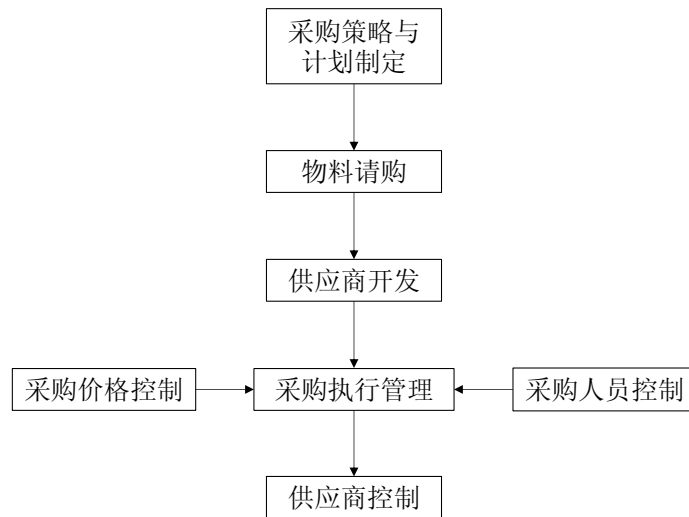 采购策略与
计划制定
物料请购
供应商开发
采购价格控制
采购执行管理
采购人员控制
供应商控制